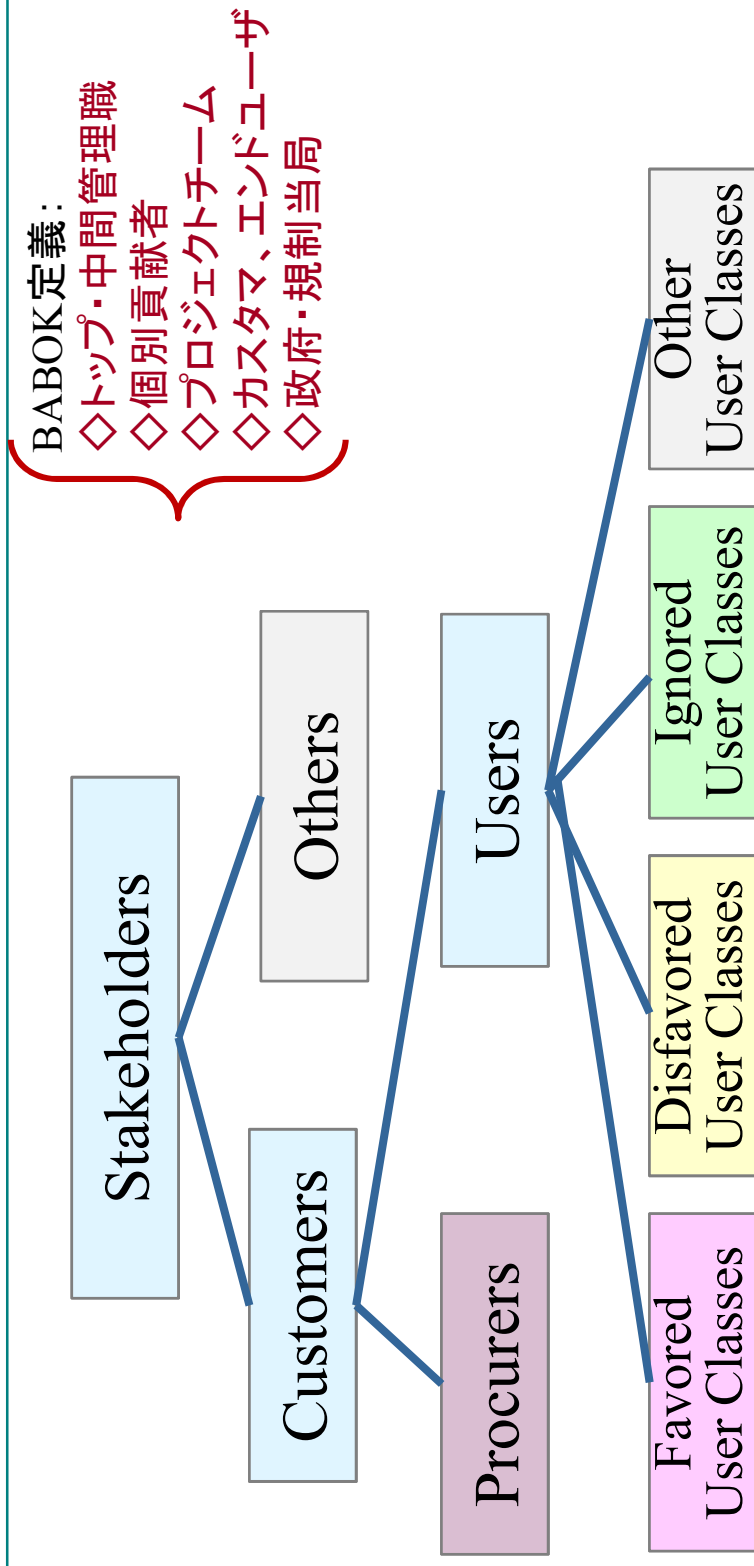 Stakeholders
BABOK定義:
◇トップ・中間管理職
◇個別貢献者
◇プロジェクトチーム
◇カスタマ、エンドユーザ
◇政府・規制当局
Customers
Others
Procurers
Users
Favored
User Classes
Disfavored
User Classes
Ignored
User Classes
Other
User Classes